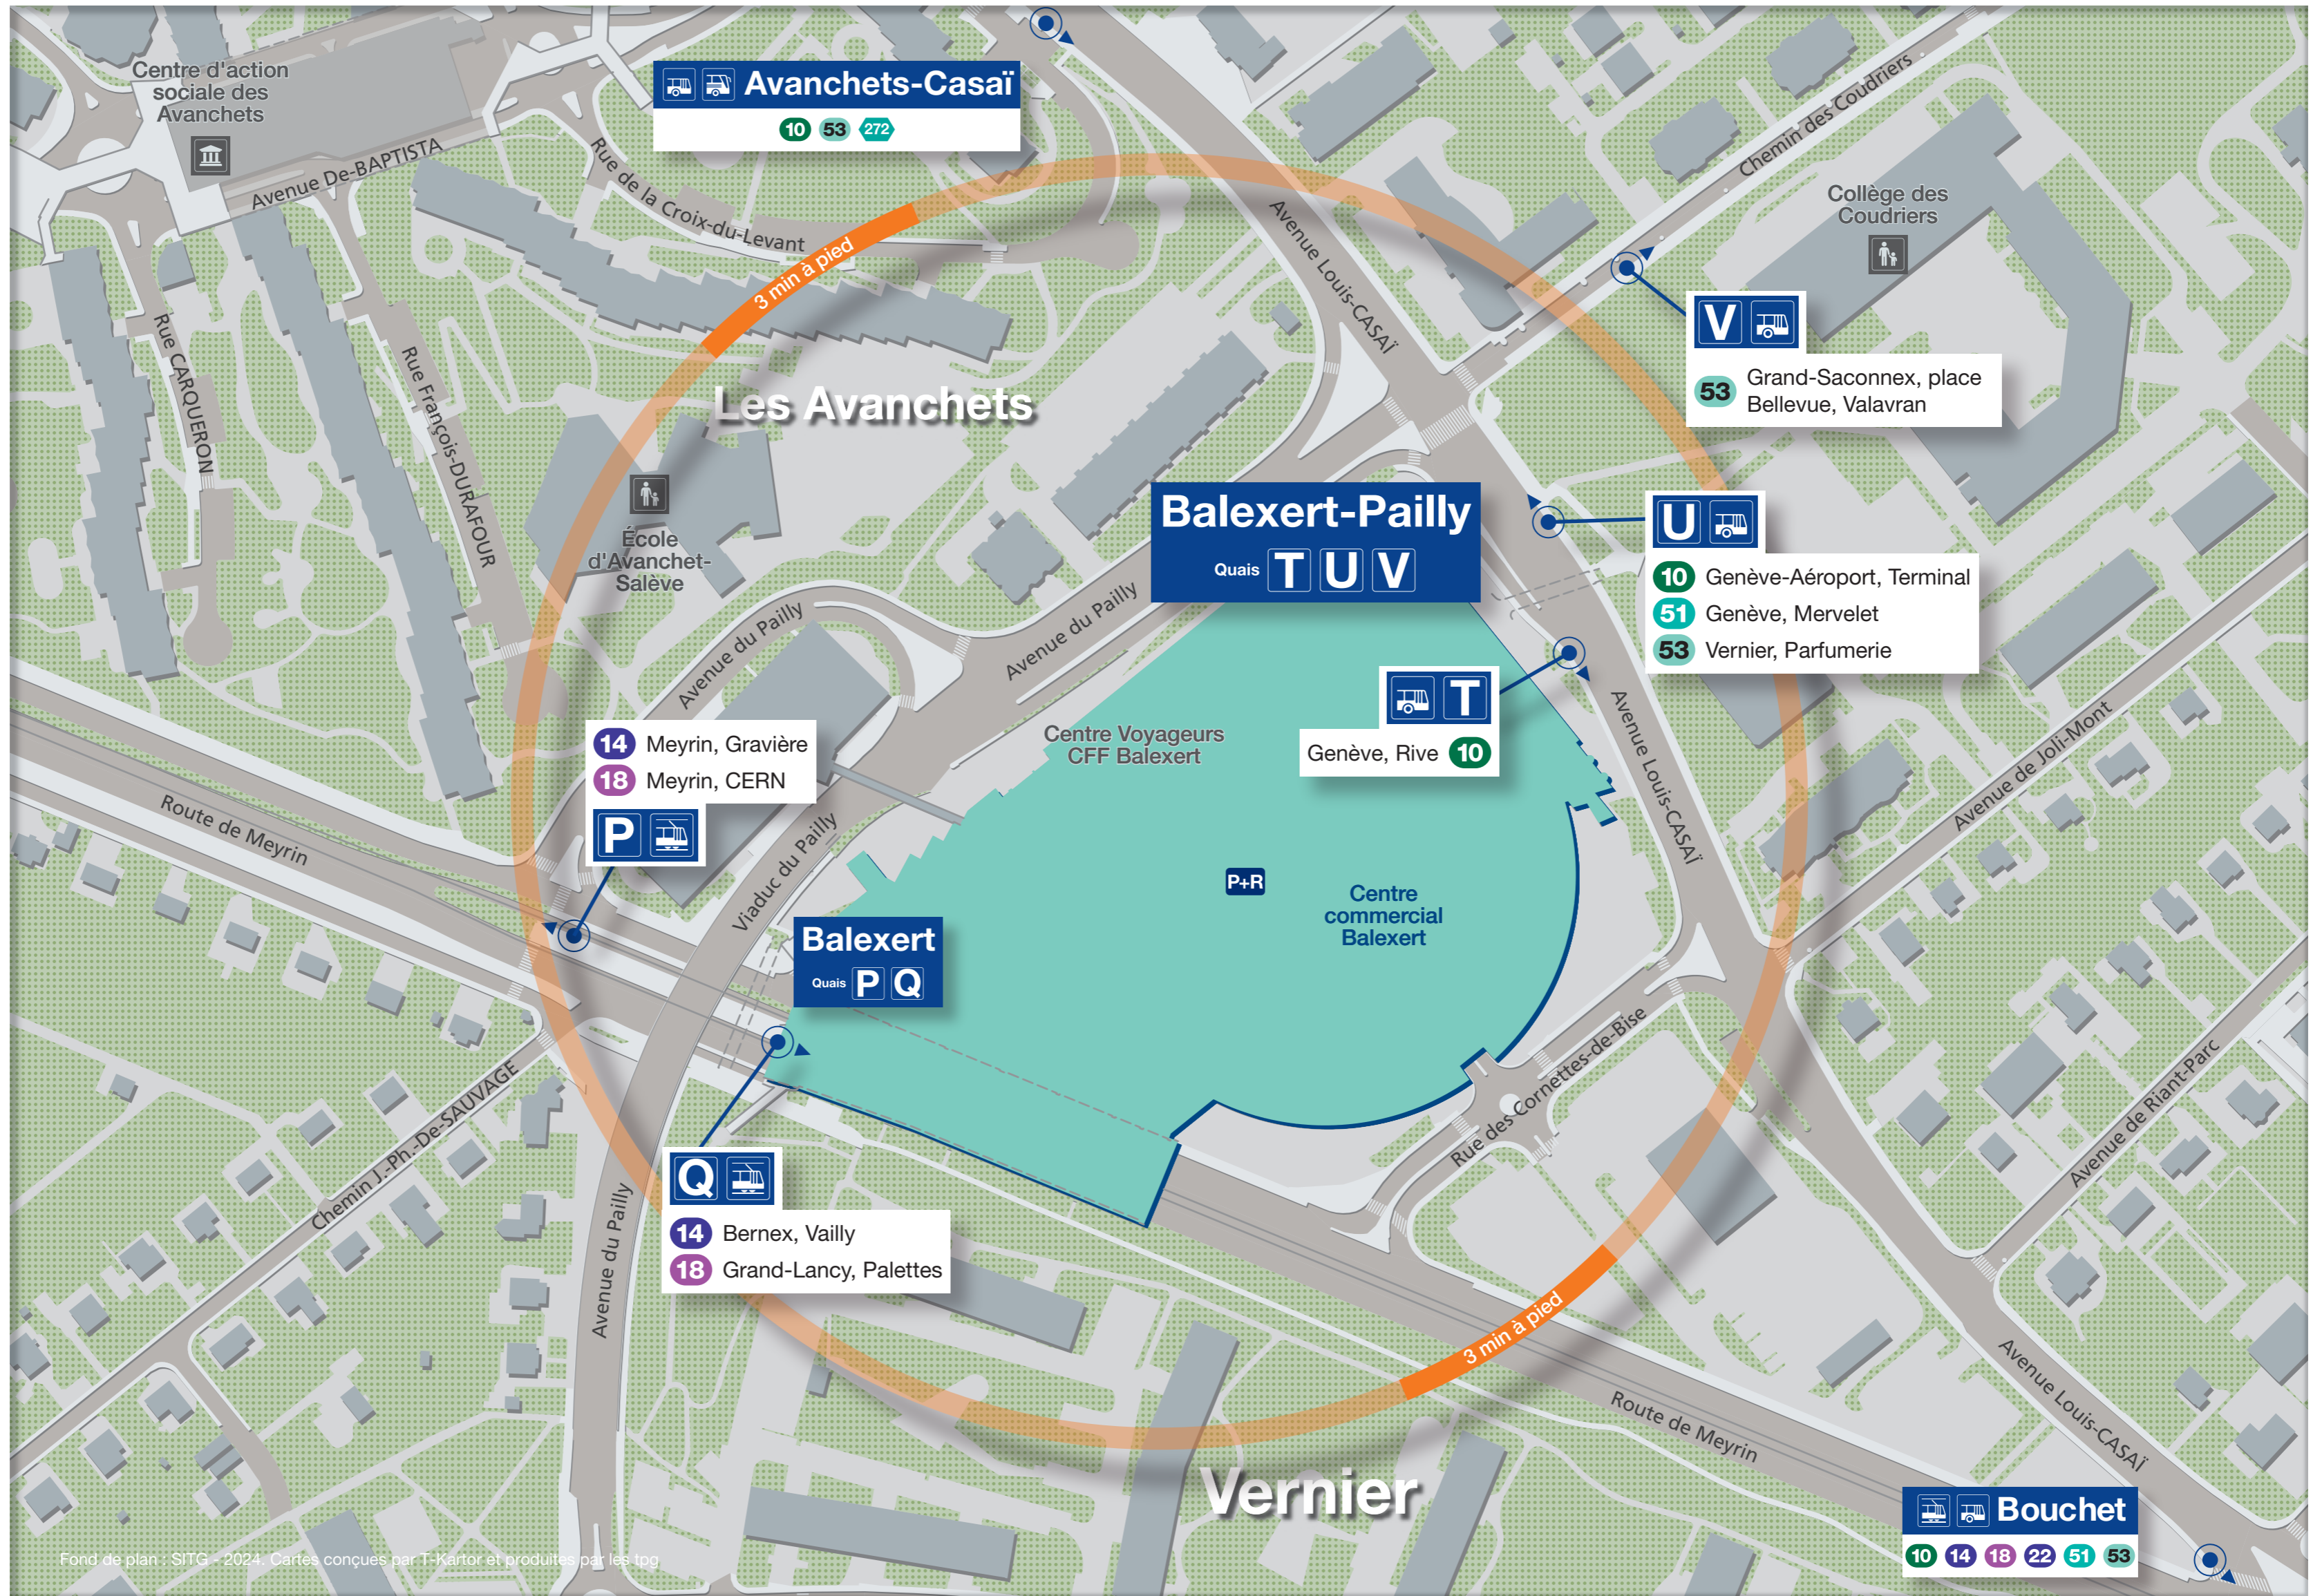 Centre d'action
sociale des
Avanchets
Avenue De-BAPTISTA
Avanchets-Casaï
10 53 272
Rue de la Croix-du-Levant
3 min à pied
Avenue Louis-CASAÏ
Chemin des Coudriers
Collège des
Coudriers
V
53 Grand-Saconnex, place
Bellevue, Valavran
Rue CARQUERON
Rue François-DURAFOUR
Les Avanchets
École
d'Avanchet-
Salève
Balexert-Pailly
Quais T U V
U
10 Genève-Aéroport, Terminal
51 Genève, Mervelet
53 Vernier, Parfumerie
Avenue du Pailly
Avenue du Pailly
T
Genève, Rive 10
Centre Voyageurs
CFF Balexert
14 Meyrin, Gravière
18 Meyrin, CERN
P
Route de Meyrin
Viaduc du Pailly
Avenue Louis-CASAÏ
Avenue de Joli-Mont
P+R
Centre
commercial
Balexert
Balexert
Quais P Q
Chemin J.-Ph.-De-SAUVAGE
Rue des Cornettes-de-Bise
Avenue de Riant-Parc
Q
14 Bernex, Vailly
18 Grand-Lancy, Palettes
Avenue du Pailly
3 min à pied
Route de Meyrin
Avenue Louis-CASAÏ
Vernier
Bouchet
10 14 18 22 51 53
Fond de plan : SITG - 2024. Cartes conçues par T-Kartor et produites par les tpg